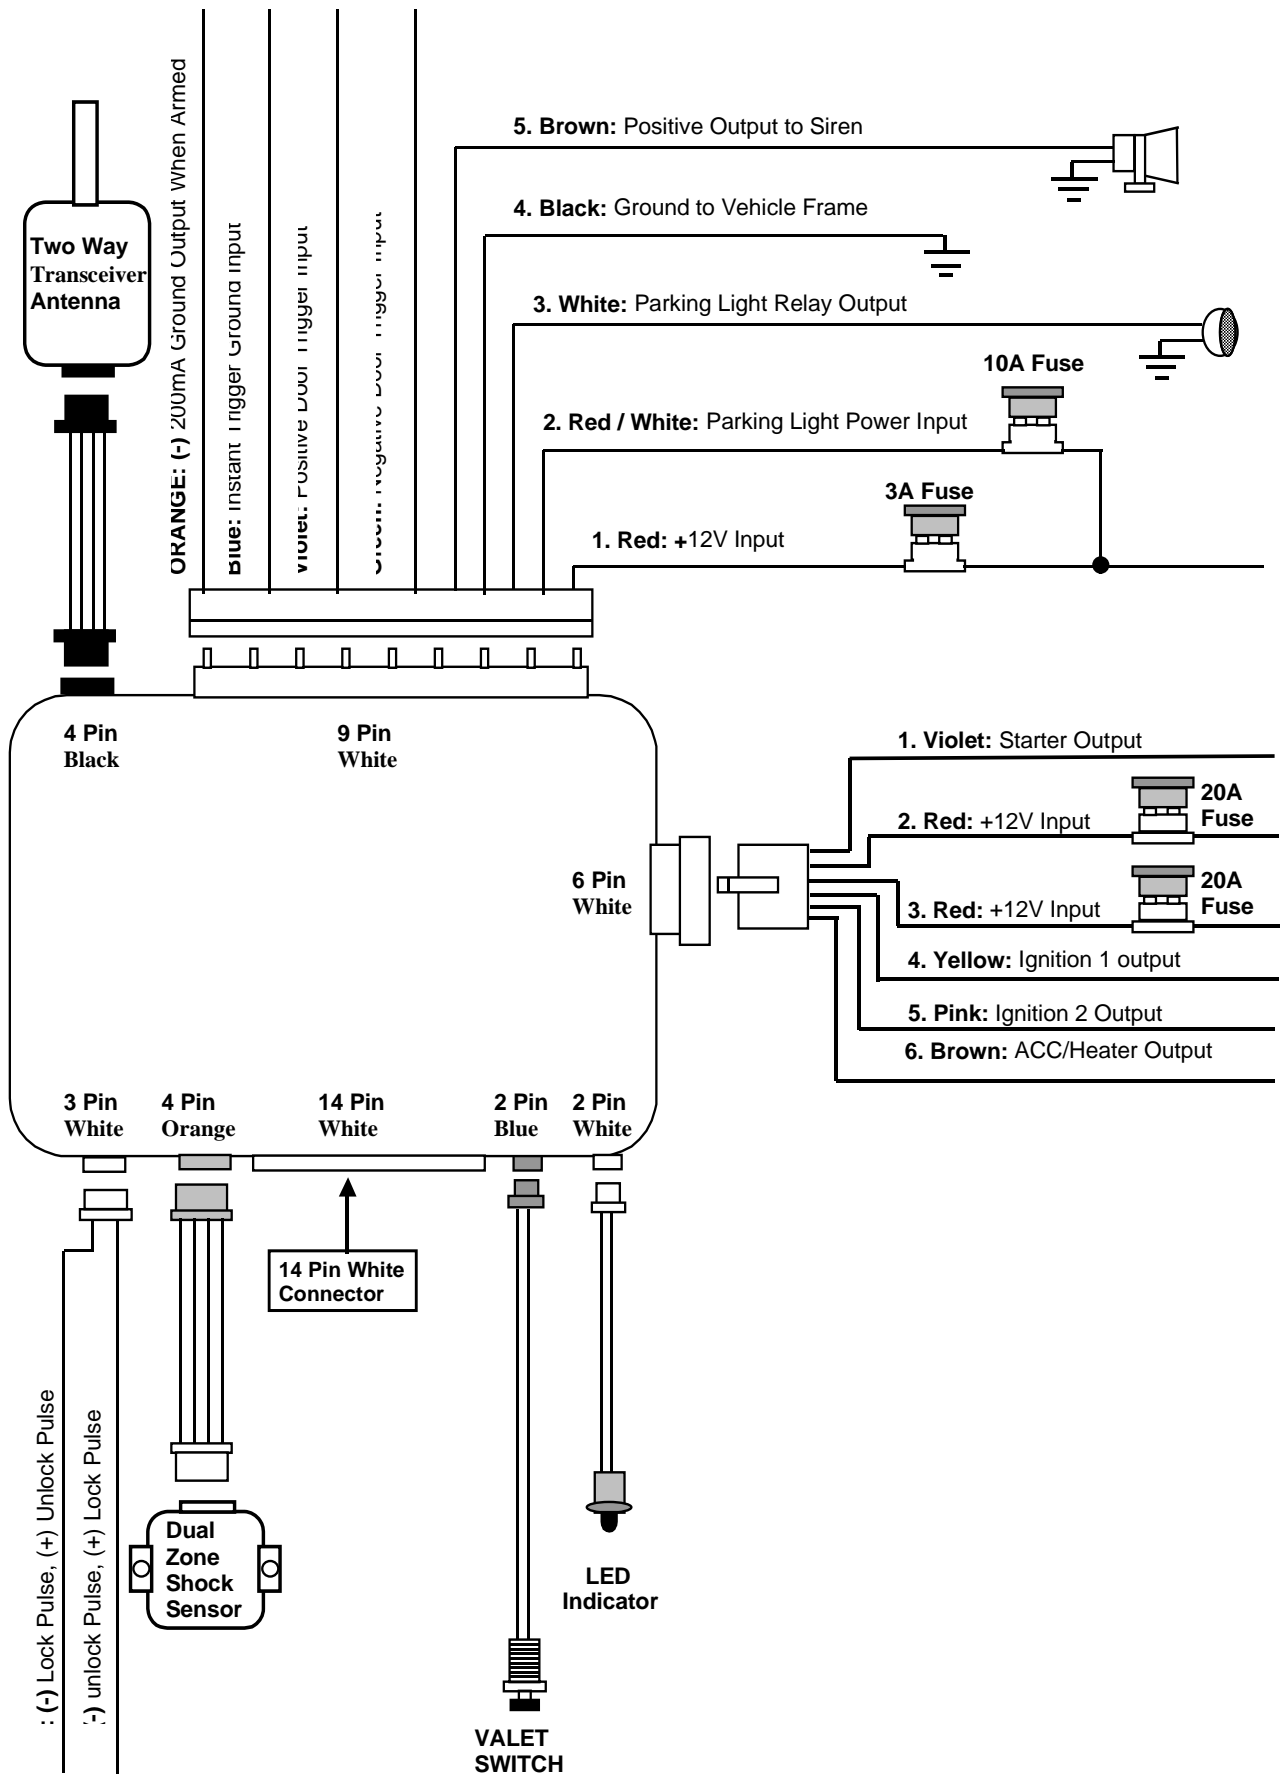 5. Brown: Positive Output to Siren
4. Black: Ground to Vehicle Frame
3. White: Parking Light Relay Output
10A Fuse
2. Red / White: Parking Light Power Input
3A Fuse
1. Red: +12V Input
Two Way
Transceiver
Antenna
ORANGE: (-) 200mA Ground Output When Armed
Blue: Instant Trigger Ground Input
Violet: Positive Door Trigger Input
Green: Negative Door Trigger Input
4 Pin
Black
9 Pin
White
6 Pin
White
1. Violet: Starter Output
20A
Fuse
2. Red: +12V Input
20A
Fuse
3. Red: +12V Input
4. Yellow: Ignition 1 output
5. Pink: Ignition 2 Output
6. Brown: ACC/Heater Output
3 Pin
White
4 Pin
Orange
14 Pin
White
2 Pin
Blue
2 Pin
White
14 Pin White
Connector
: (-) Lock Pulse, (+) Unlock Pulse
(-) unlock Pulse, (+) Lock Pulse
Dual
Zone
Shock
Sensor
LED
Indicator
VALET
SWITCH